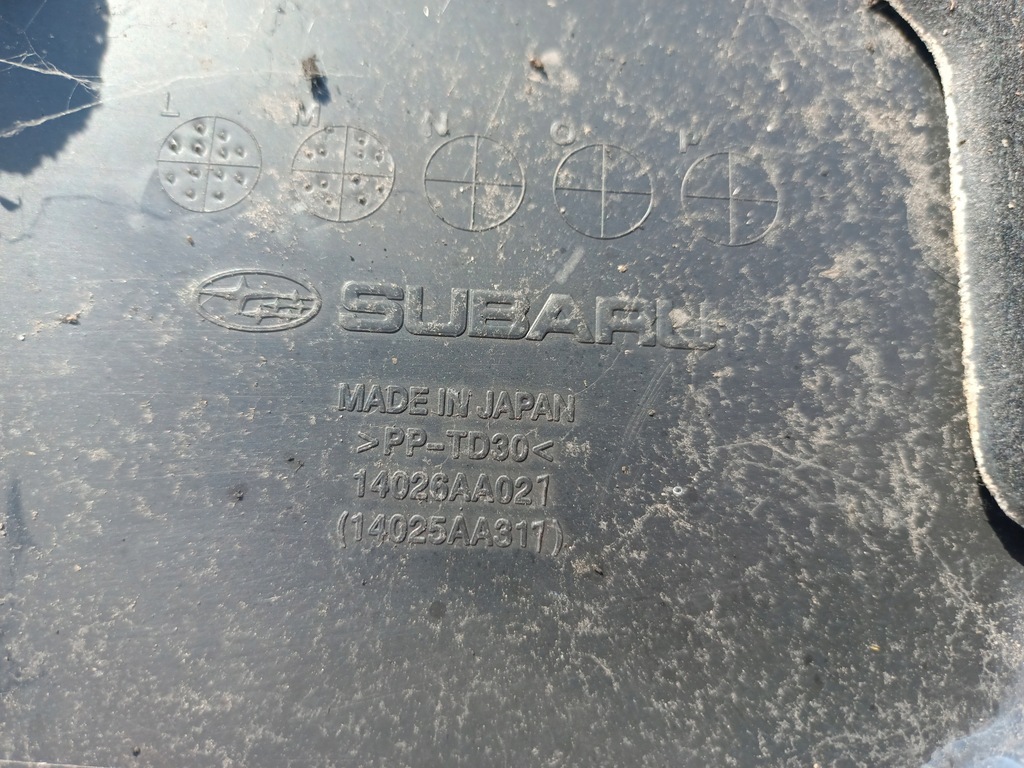 L M N O P
SUBARU
MADE IN JAPAN
>PP-TD30<
14026AA021
(14025AA317)